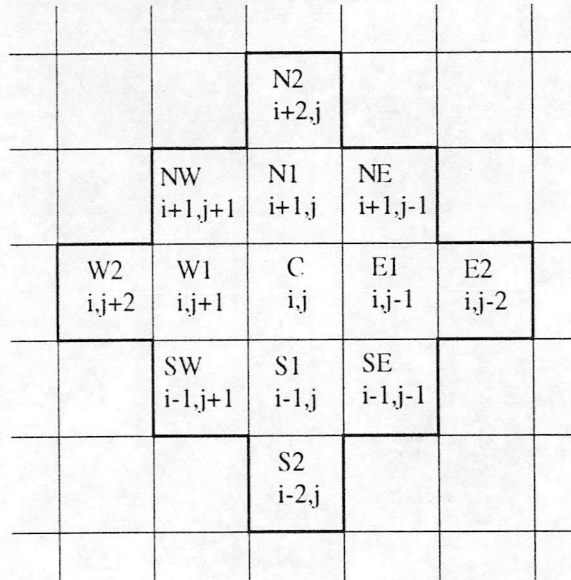 N2
i+2,j
NW N1 NE
i+1,j+1 i+1,j i+1,j-1
W2 W1 C E1 E2
i,j+2 i,j+1 i,j i,j-1 i,j-2
SW S1 SE
i-1,j+1 i-1,j i-1,j-1
S2
i-2,j